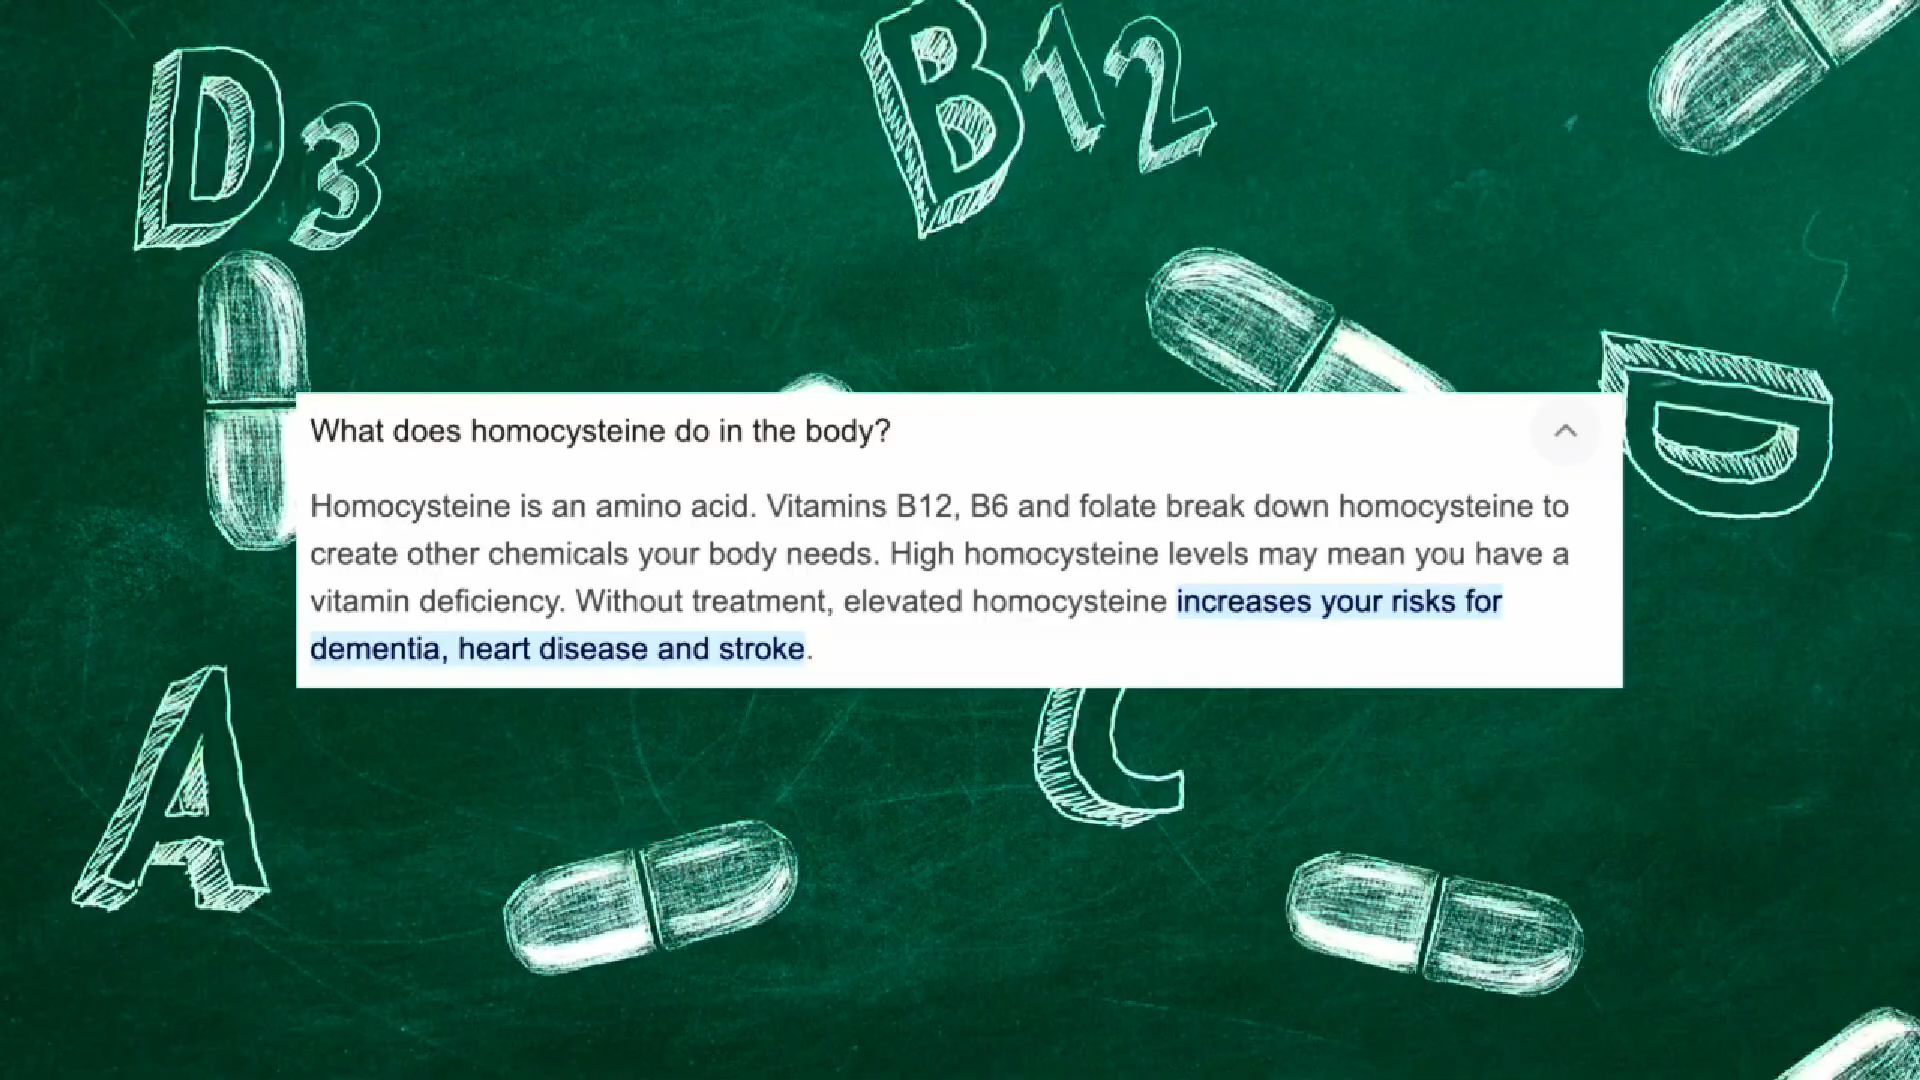 D3
B12
What does homocysteine do in the body?
Homocysteine is an amino acid. Vitamins B12, B6 and folate break down homocysteine to
create other chemicals your body needs. High homocysteine levels may mean you have a
vitamin deficiency. Without treatment, elevated homocysteine increases your risks for
dementia, heart disease and stroke.
D
A
C